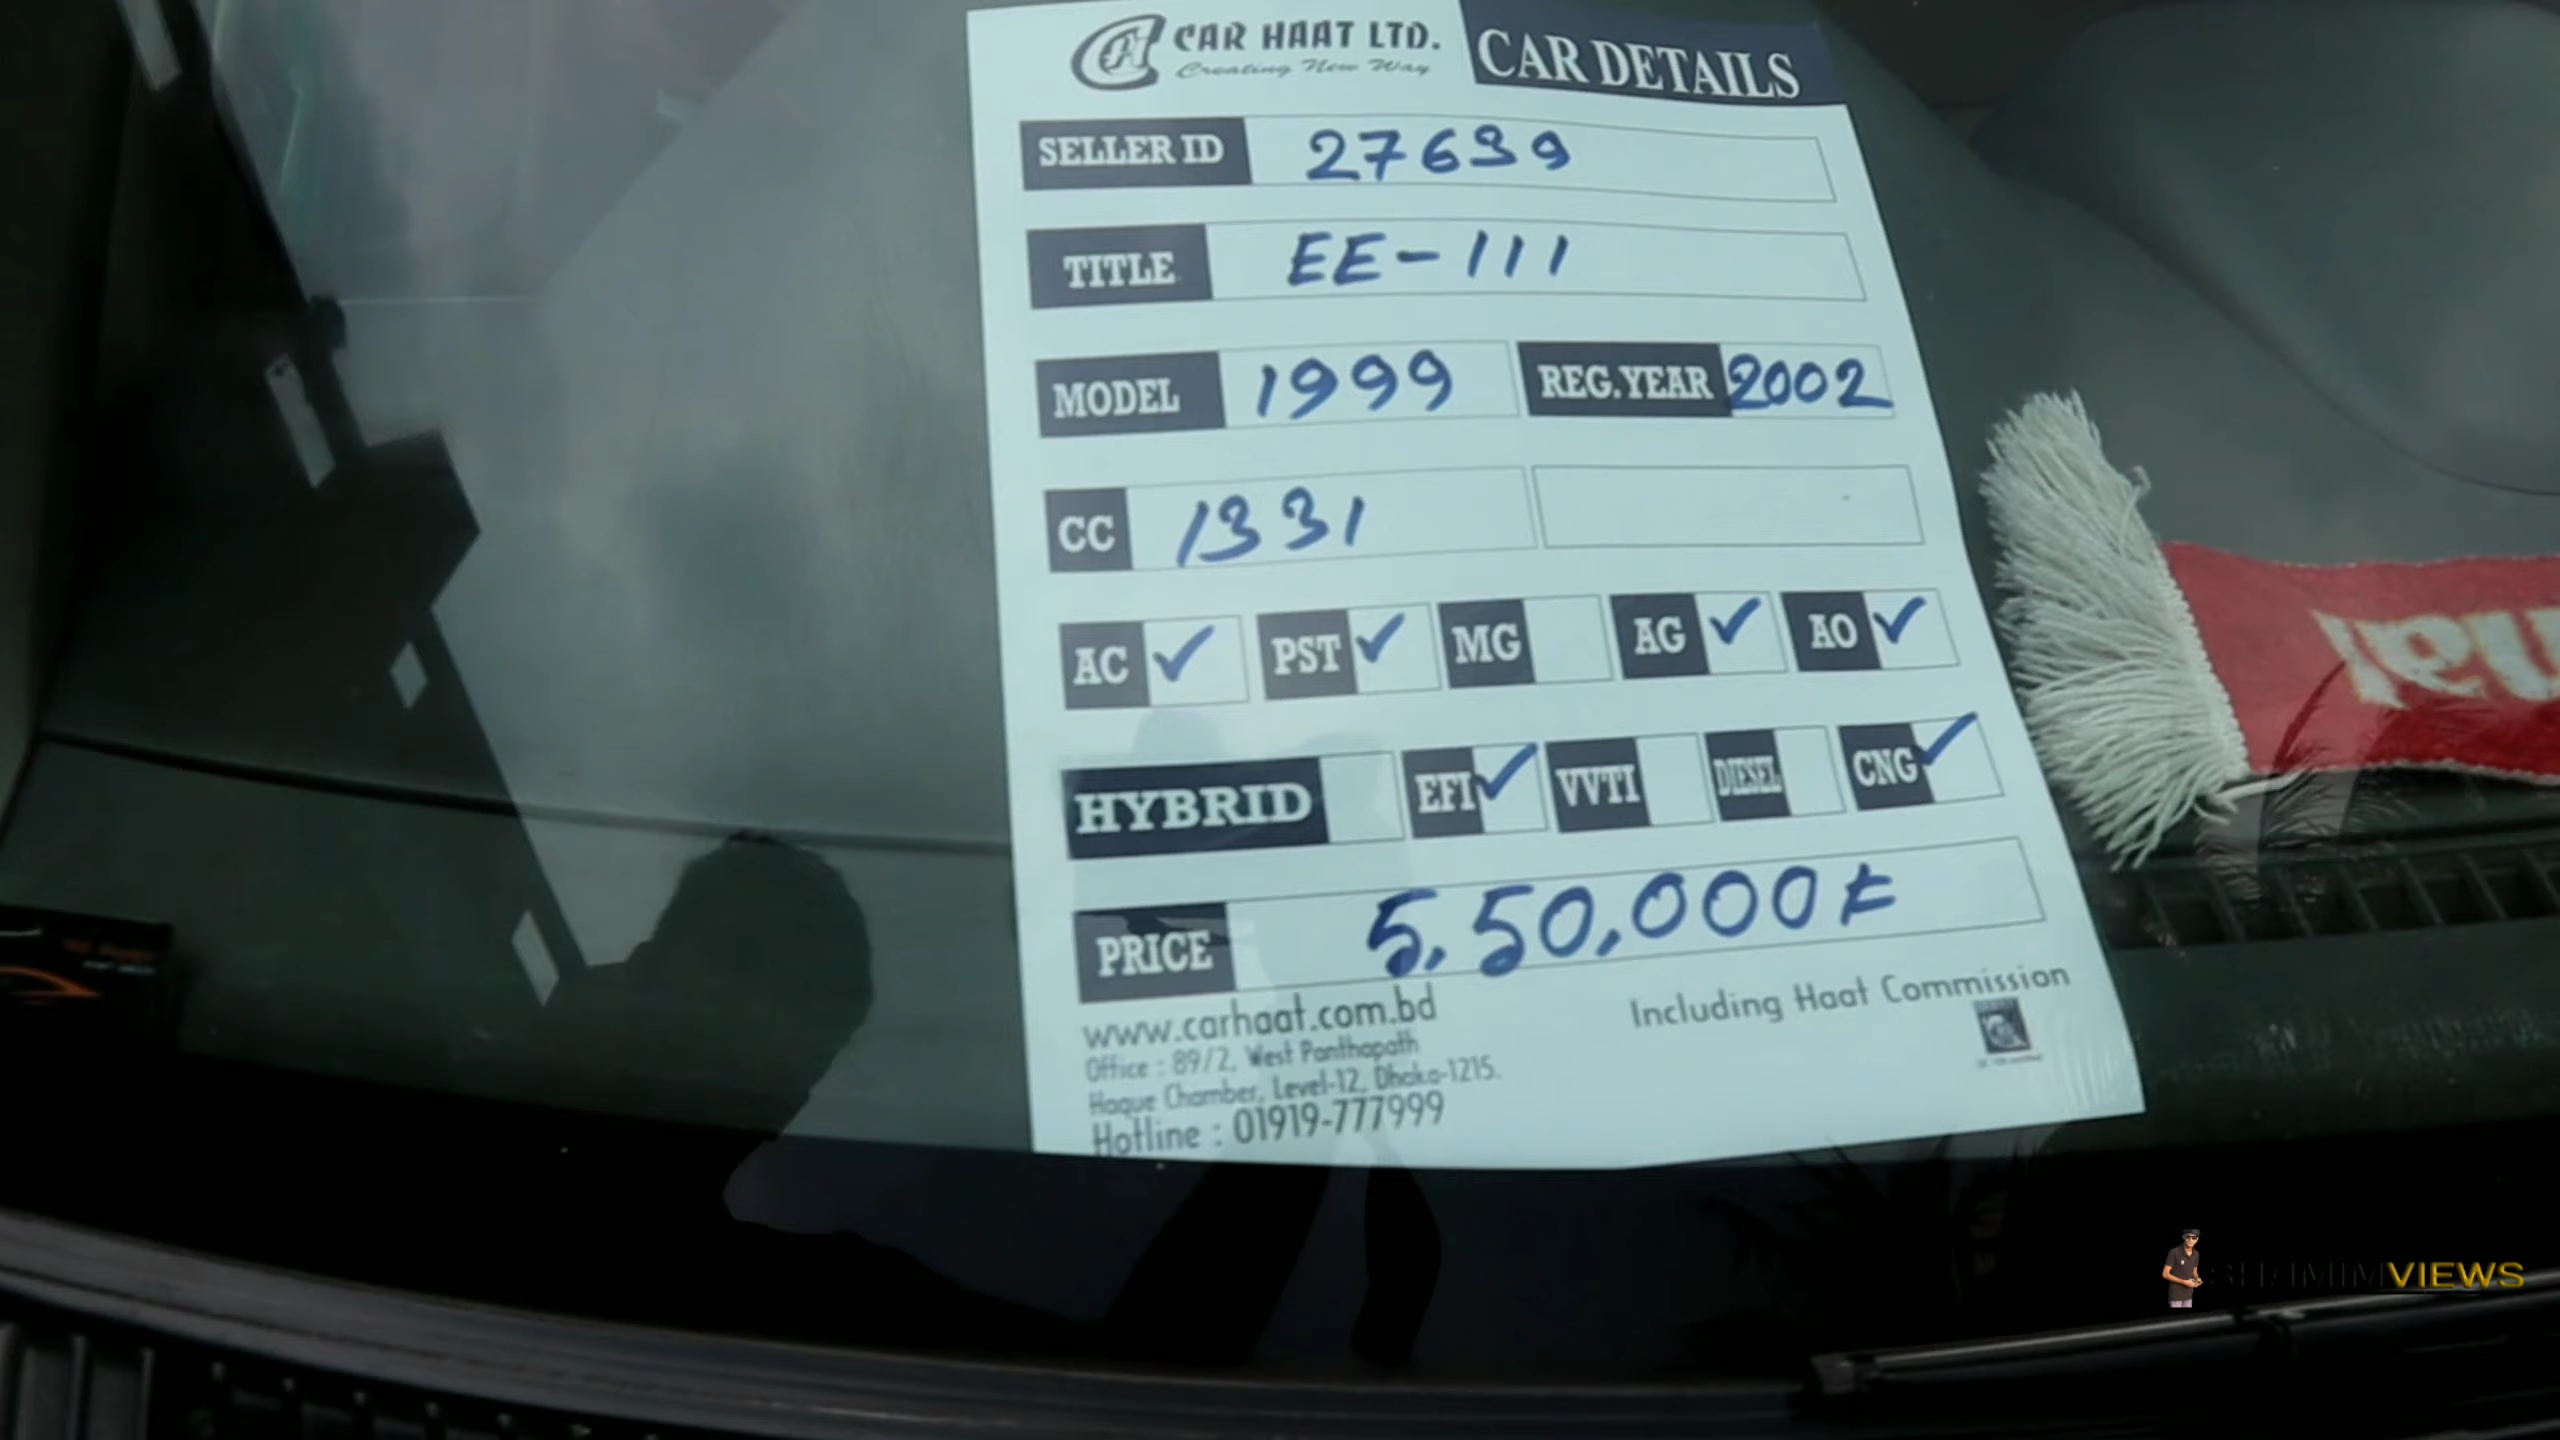 CAR HAAT LTD.
Creating New Way
CAR DETAILS
SELLER ID 27639
TITLE EE-111
MODEL 1999 REG.YEAR 2002
CC 1331
AC ✓ PST ✓ MG AG ✓ AO ✓
HYBRID EFI ✓ VVTI DIESEL CNG ✓
PRICE 5,50,000৳
www.carhaat.com.bd
Including Haat Commission
Office : 89/2, West Panthapath
Haque Chamber, Level-12, Dhaka-1215.
Hotline : 01919-777999
SHAMIMVIEWS